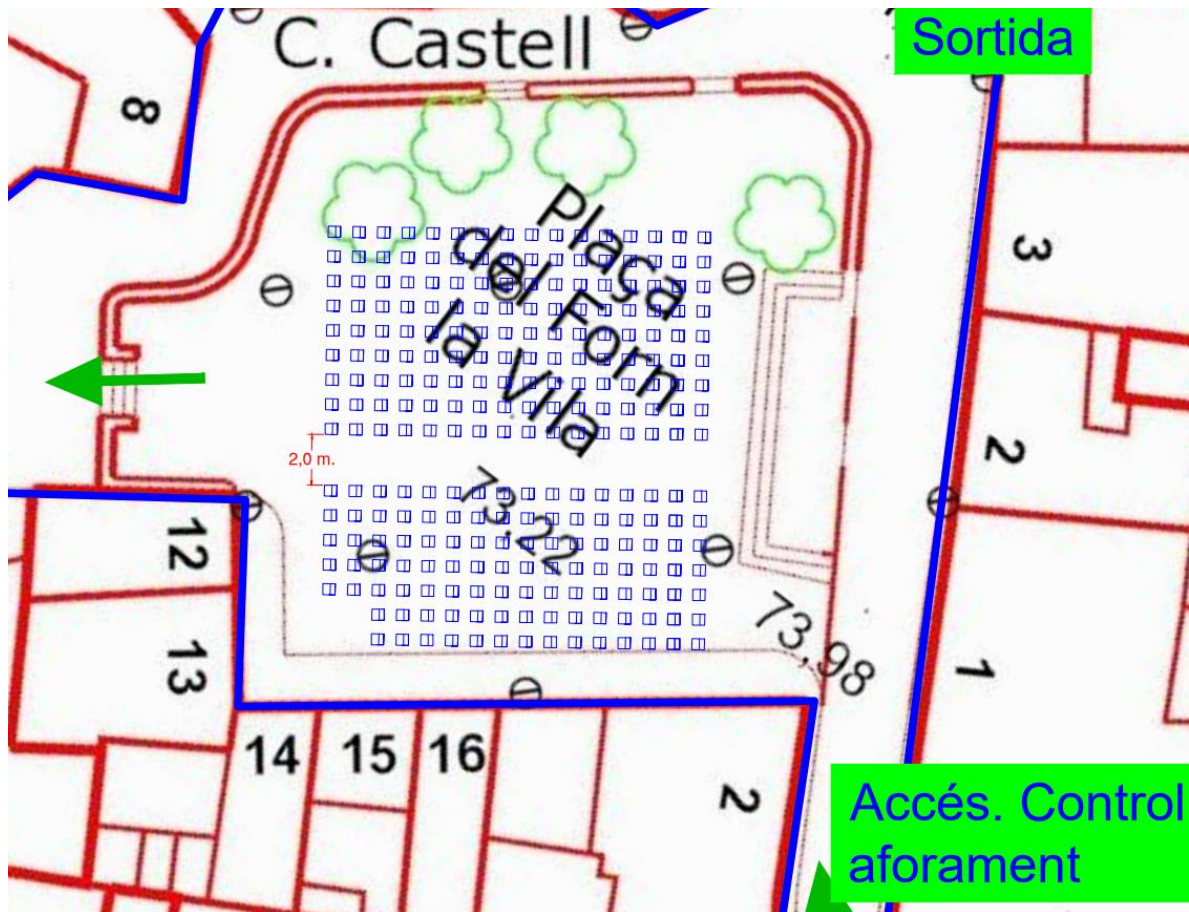 Sortida
C. Castell
8
Plaça
del Forn
la Vila
3
2
2,0 m.
73,22
12
13
73,98
1
14
15
16
2
Accés. Control
aforament